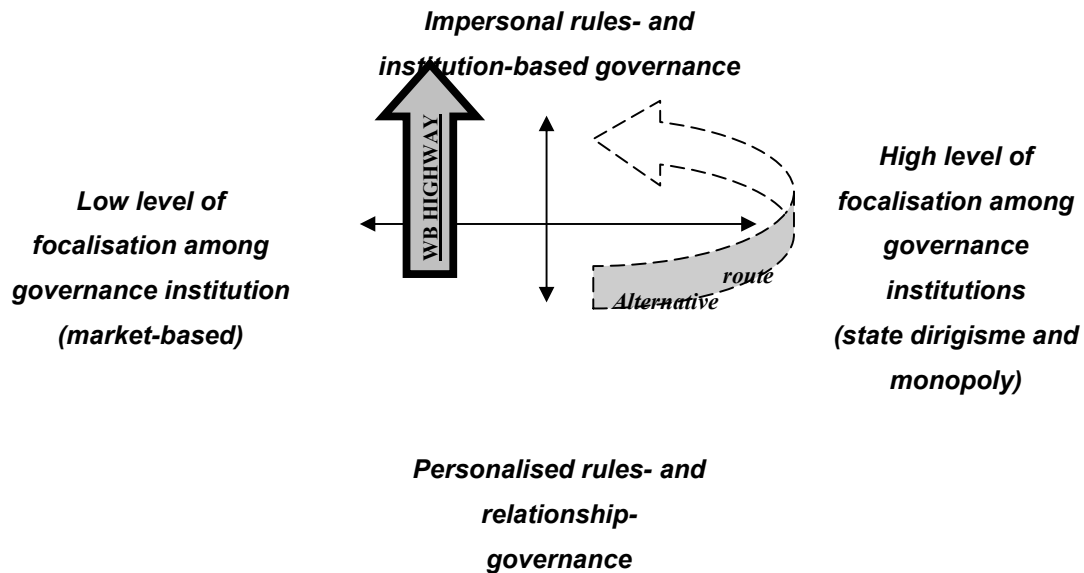 Impersonal rules- and
institution-based governance
WB HIGHWAY
Low level of
focalisation among
governance institution
(market-based)
High level of
focalisation among
governance
institutions
(state dirigisme and
monopoly)
Alternative route
Personalised rules- and
relationship-
governance